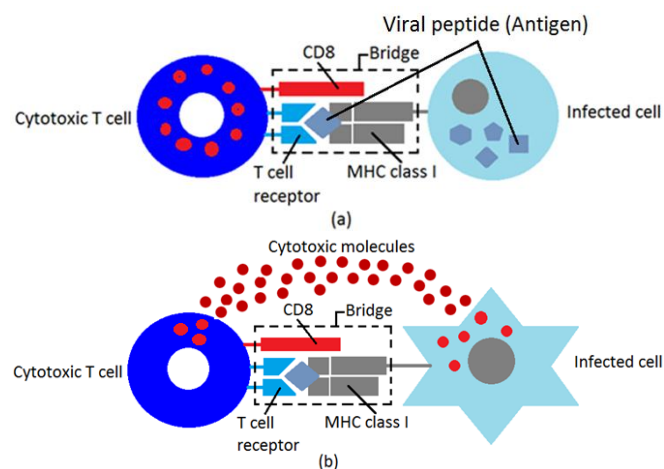 Viral peptide (Antigen)
CD8
Bridge
Cytotoxic T cell
Infected cell
T cell
receptor
MHC class I
(a)
Cytotoxic molecules
CD8
Bridge
Cytotoxic T cell
Infected cell
T cell
receptor
MHC class I
(b)